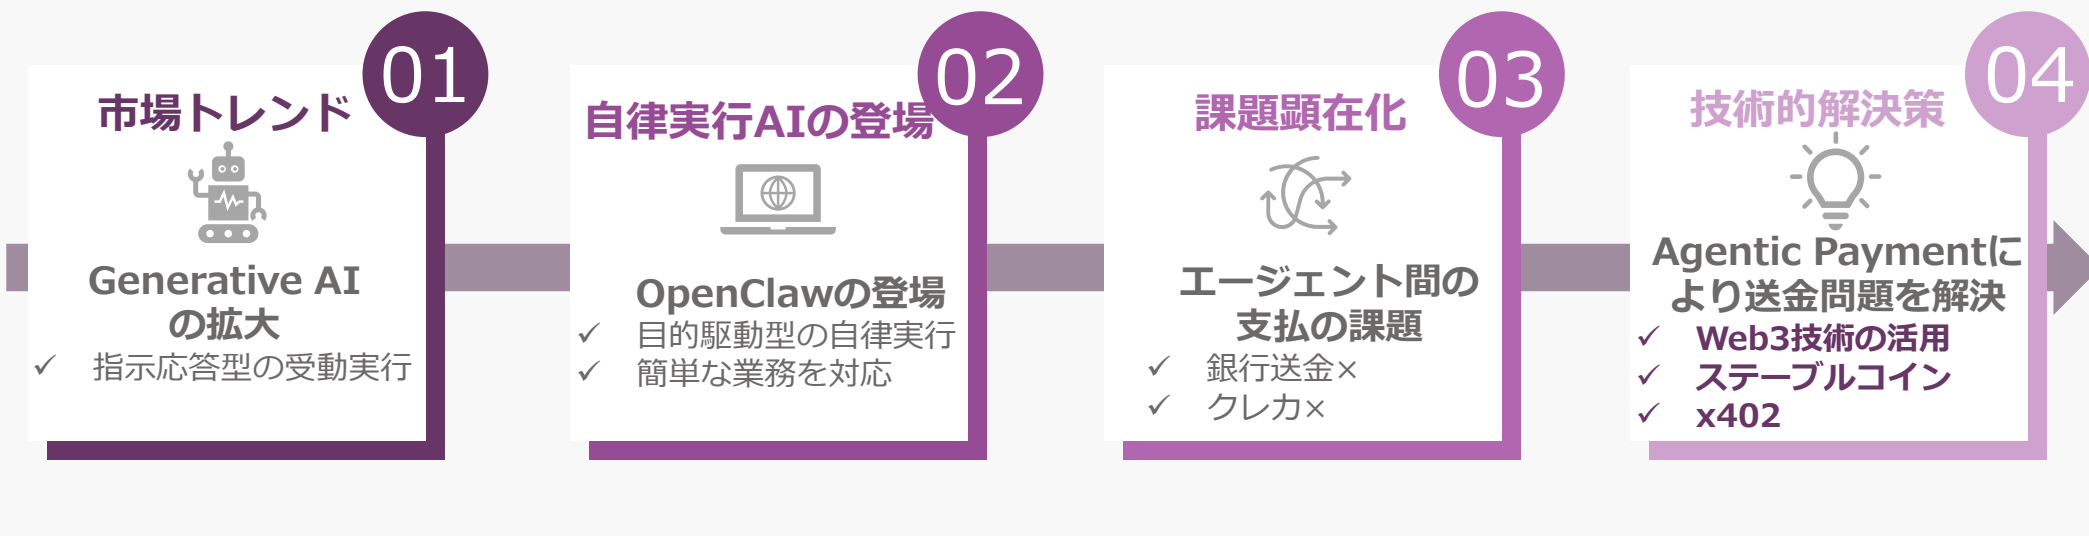 01
市場トレンド
Generative AI
の拡大
✓ 指示応答型の受動実行
02
自律実行AIの登場
OpenClawの登場
✓ 目的駆動型の自律実行
✓ 簡単な業務を対応
03
課題顕在化
エージェント間の
支払の課題
✓ 銀行送金×
✓ クレカ×
04
技術的解決策
Agentic Paymentに
より送金問題を解決
✓ Web3技術の活用
✓ ステーブルコイン
✓ x402